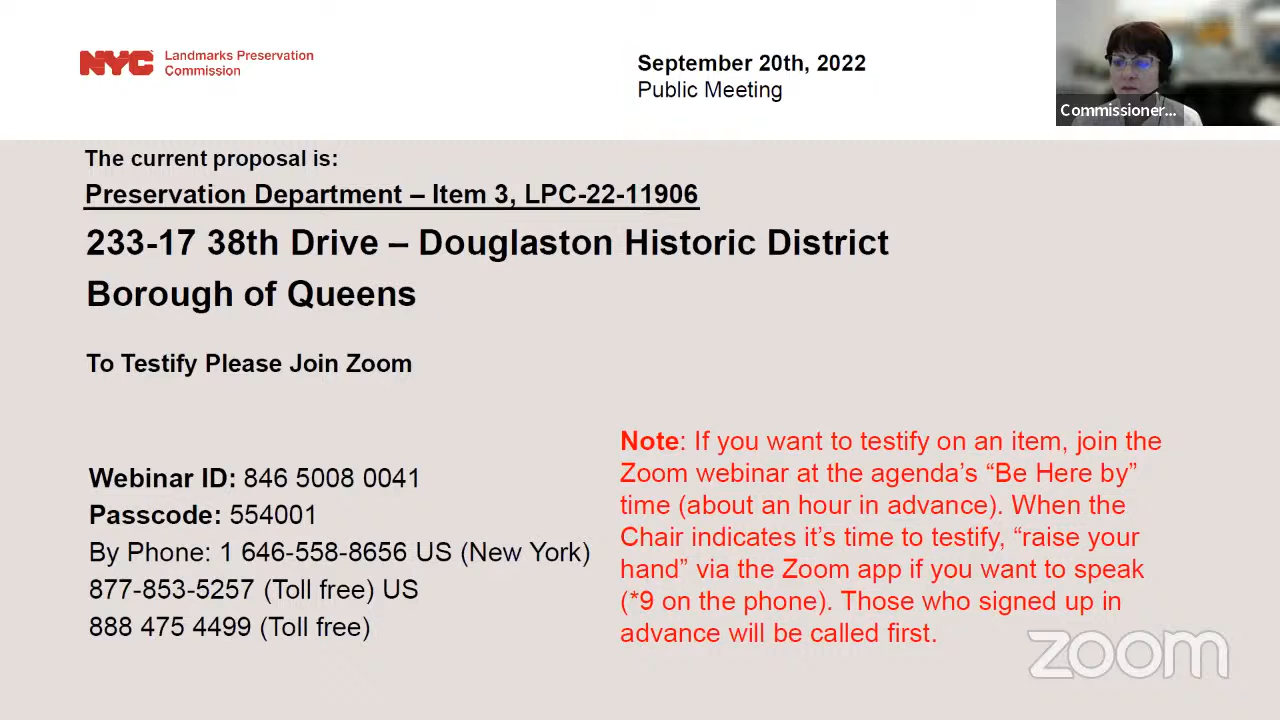 NYC Landmarks Preservation
Commission
September 20th, 2022
Public Meeting
Commissioner...
The current proposal is:
Preservation Department – Item 3, LPC-22-11906
233-17 38th Drive – Douglaston Historic District
Borough of Queens
To Testify Please Join Zoom
Webinar ID: 846 5008 0041
Passcode: 554001
By Phone: 1 646-558-8656 US (New York)
877-853-5257 (Toll free) US
888 475 4499 (Toll free)
Note: If you want to testify on an item, join the
Zoom webinar at the agenda’s “Be Here by”
time (about an hour in advance). When the
Chair indicates it’s time to testify, “raise your
hand” via the Zoom app if you want to speak
(*9 on the phone). Those who signed up in
advance will be called first.
zoom